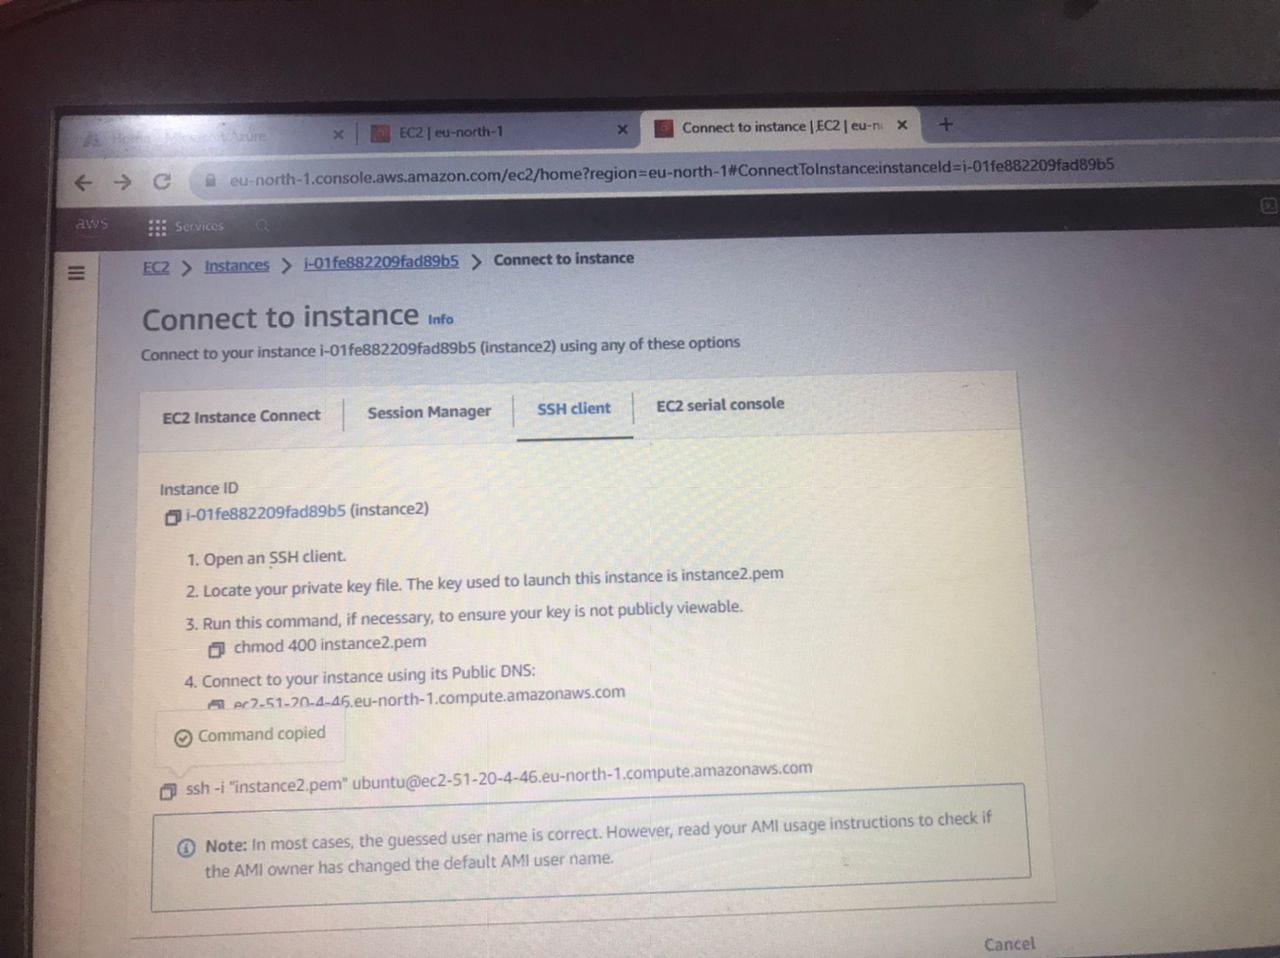 Home - Microsoft Azure
EC2 | eu-north-1
Connect to instance | EC2 | eu-n
eu-north-1.console.aws.amazon.com/ec2/home?region=eu-north-1#ConnectToInstance:instanceId=i-01fe882209fad89b5
aws
Services
EC2 > Instances > i-01fe882209fad89b5 > Connect to instance
Connect to instance Info
Connect to your instance i-01fe882209fad89b5 (instance2) using any of these options
EC2 Instance Connect
Session Manager
SSH client
EC2 serial console
Instance ID
i-01fe882209fad89b5 (instance2)
1. Open an SSH client.
2. Locate your private key file. The key used to launch this instance is instance2.pem
3. Run this command, if necessary, to ensure your key is not publicly viewable.
chmod 400 instance2.pem
4. Connect to your instance using its Public DNS:
ec2-51-20-4-46.eu-north-1.compute.amazonaws.com
Command copied
ssh -i "instance2.pem" ubuntu@ec2-51-20-4-46.eu-north-1.compute.amazonaws.com
Note: In most cases, the guessed user name is correct. However, read your AMI usage instructions to check if
the AMI owner has changed the default AMI user name.
Cancel